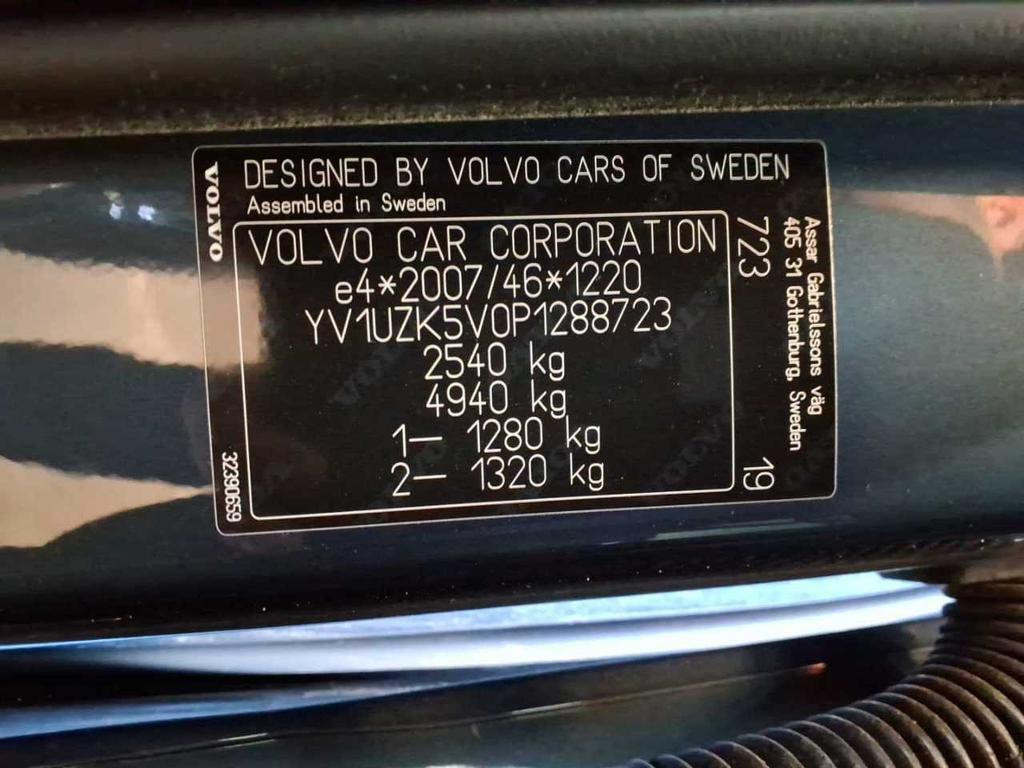 VOLVO
DESIGNED BY VOLVO CARS OF SWEDEN
Assembled in Sweden
VOLVO CAR CORPORATION
e4*2007/46*1220
YV1UZK5V0P1288723
2540 kg
4940 kg
1— 1280 kg
2— 1320 kg
32390659
723
19
Assar Gabrielssons väg
405 31 Gothenburg, Sweden